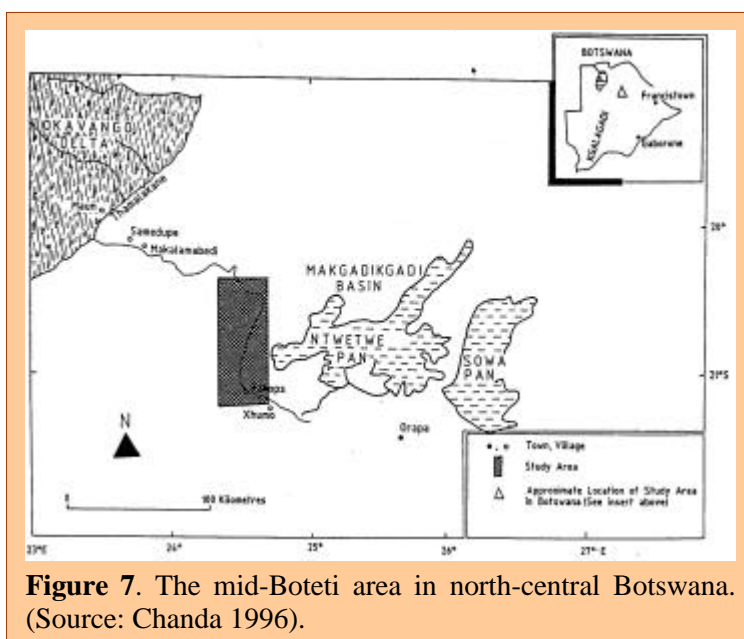 BOTSWANA
Francistown
KGALAGADI
Gaborone
OKAVANGO
DELTA
Maun
Thamalakane
Samedupe
Makalamabedi
20°
MAKGADIKGADI
BASIN
NTWETWE
PAN
SOWA
PAN
21°S
Xhumo
Orapa
N
0
100 Kilometres
Town, Village
Study Area
Approximate Location of Study Area
In Botswana (See insert above)
23°E
24°
25°
26°
27°E
Figure 7. The mid-Boteti area in north-central Botswana.
(Source: Chanda 1996).